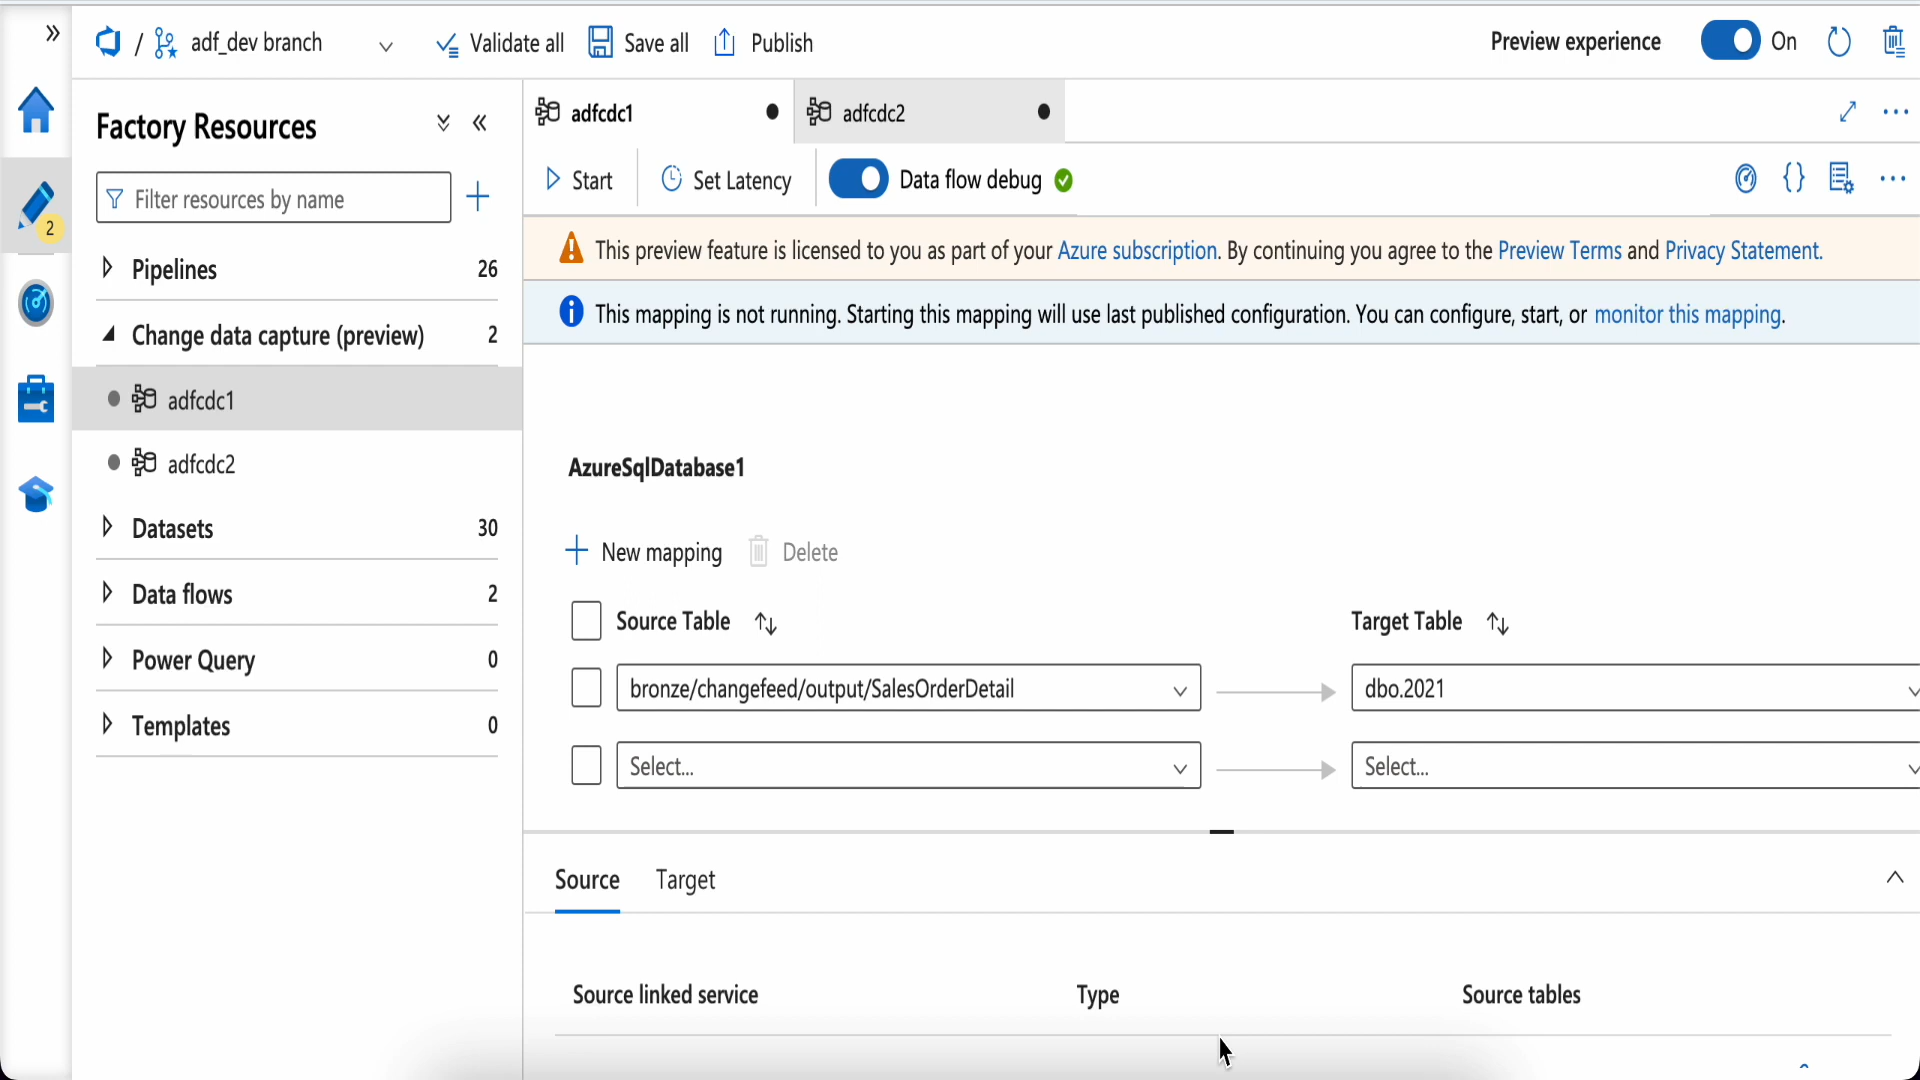 / adf_dev branch Validate all Save all Publish Preview experience On
2
Factory Resources
Filter resources by name
Pipelines 26
Change data capture (preview) 2
adfcdc1
adfcdc2
Datasets 30
Data flows 2
Power Query 0
Templates 0
adfcdc1 adfcdc2
Start Set Latency Data flow debug
This preview feature is licensed to you as part of your Azure subscription. By continuing you agree to the Preview Terms and Privacy Statement.
This mapping is not running. Starting this mapping will use last published configuration. You can configure, start, or monitor this mapping.
AzureSqlDatabase1
New mapping Delete
Source Table Target Table
bronze/changefeed/output/SalesOrderDetail dbo.2021
Select... Select...
Source Target
Source linked service Type Source tables